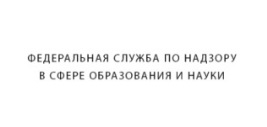 ФЕДЕРАЛЬНАЯ СЛУЖБА ПО НАДЗОРУ
В СФЕРЕ ОБРАЗОВАНИЯ И НАУКИ